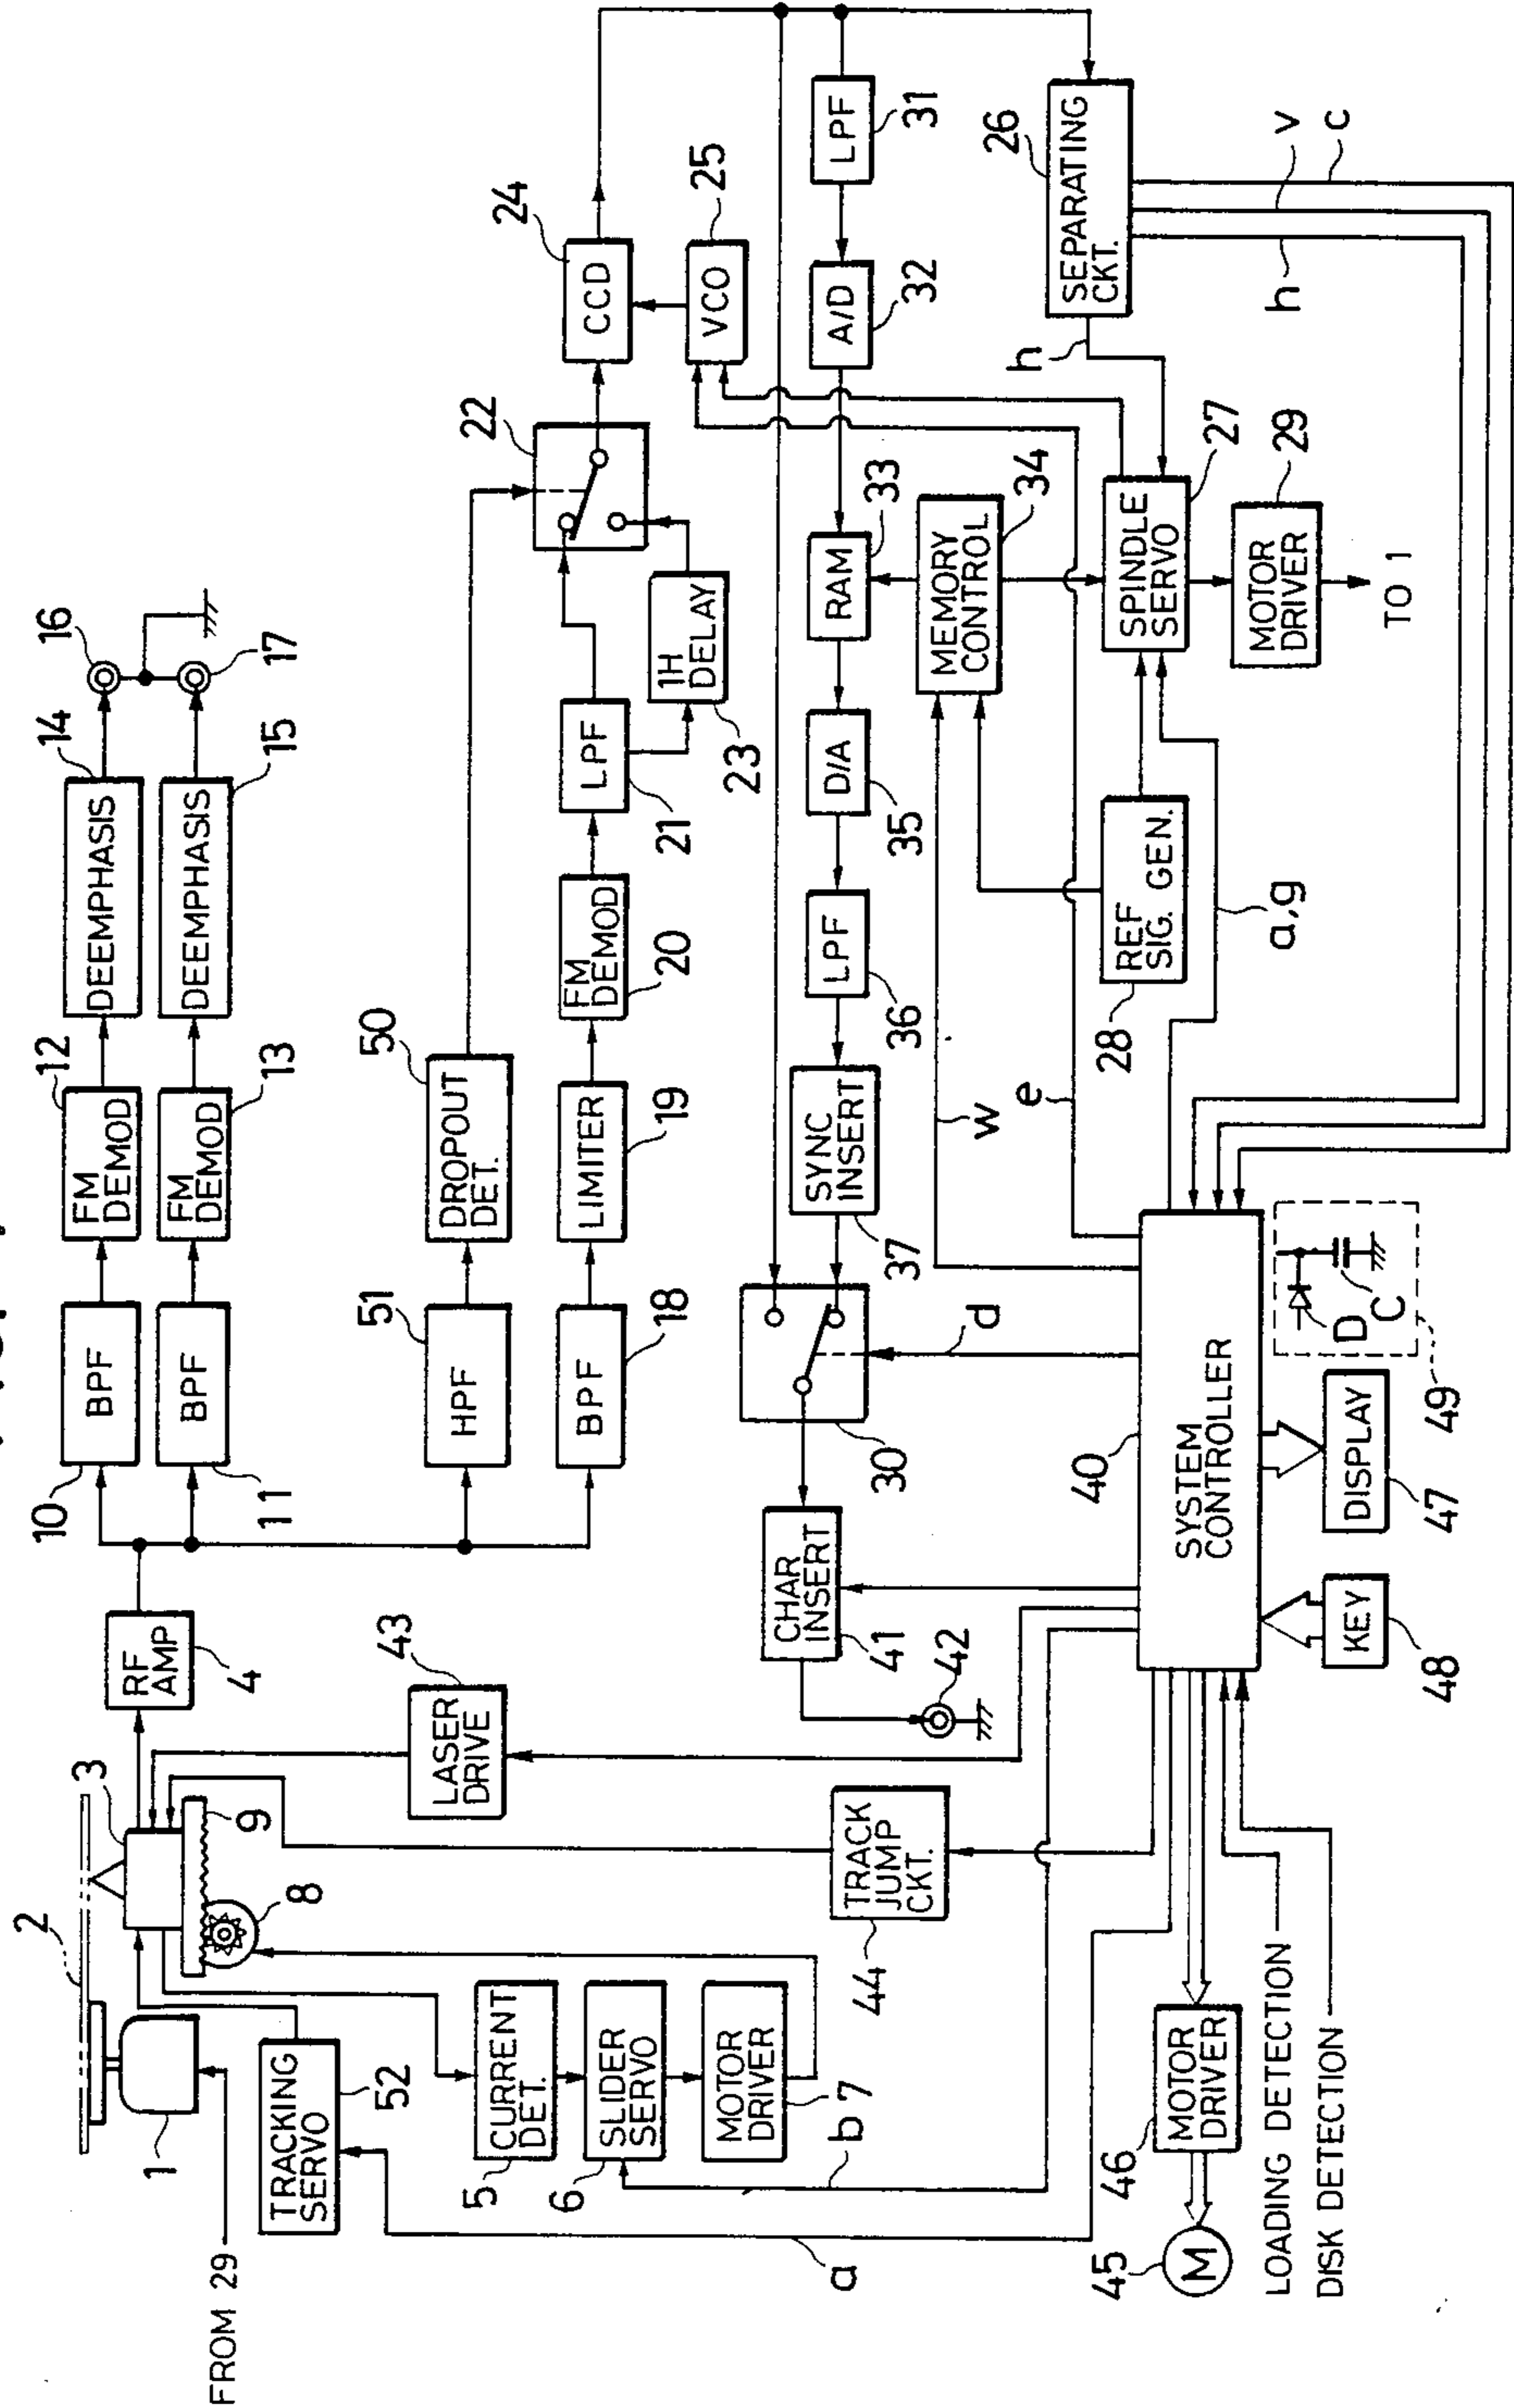 FROM 29
1
2
TRACKING
SERVO
52
3
9
8
RF
AMP
4
CURRENT
DET.
5
SLIDER
SERVO
6
MOTOR
DRIVER
7
b
a
LASER
DRIVE
43
TRACK
JUMP
CKT.
44
10
BPF
11
BPF
FM
DEMOD
12
FM
DEMOD
13
DEEMPHASIS
14
DEEMPHASIS
15
16
17
51
HPF
BPF
18
DROPOUT
DET.
50
LIMITER
19
FM
DEMOD
20
LPF
21
1H
DELAY
23
22
CCD
24
VCO
25
LPF
31
A/D
32
RAM
33
MEMORY
CONTROL
34
D/A
35
LPF
36
SYNC
INSERT
37
30
CHAR
INSERT
41
42
d
w
e
SEPARATING
CKT.
26
h
h
v
c
SPINDLE
SERVO
27
MOTOR
DRIVER
29
TO 1
REF
SIG. GEN.
28
a,g
SYSTEM
CONTROLLER
40
D
C
49
DISPLAY
47
KEY
48
MOTOR
DRIVER
46
M
45
LOADING DETECTION
DISK DETECTION